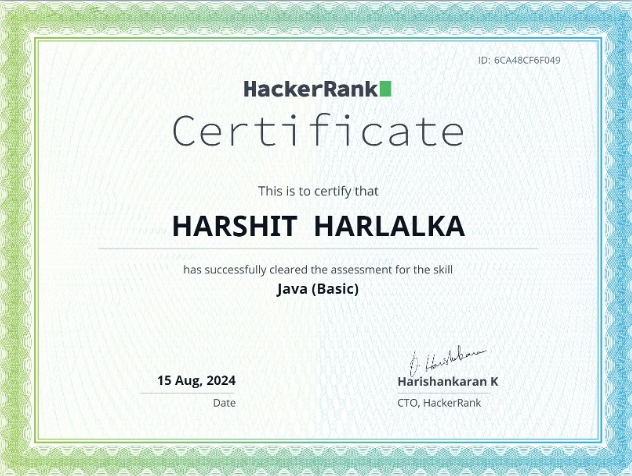 ID: 6CA48CF6F049
HackerRank
Certificate
This is to certify that
HARSHIT HARLALKA
has successfully cleared the assessment for the skill
Java (Basic)
15 Aug, 2024
Date
Harishankaran K
CTO, HackerRank